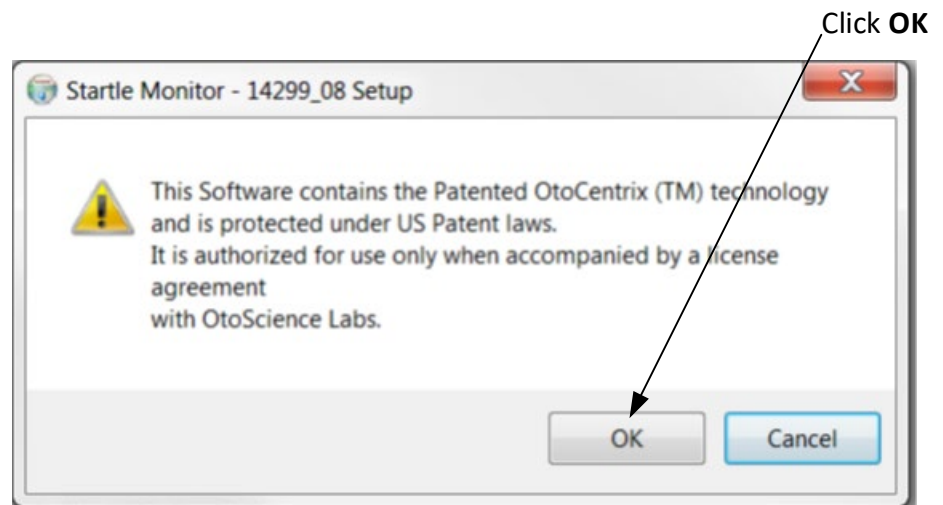 Click OK
Startle Monitor - 14299_08 Setup
This Software contains the Patented OtoCentrix (TM) technology
and is protected under US Patent laws.
It is authorized for use only when accompanied by a license
agreement
with OtoScience Labs.
OK
Cancel